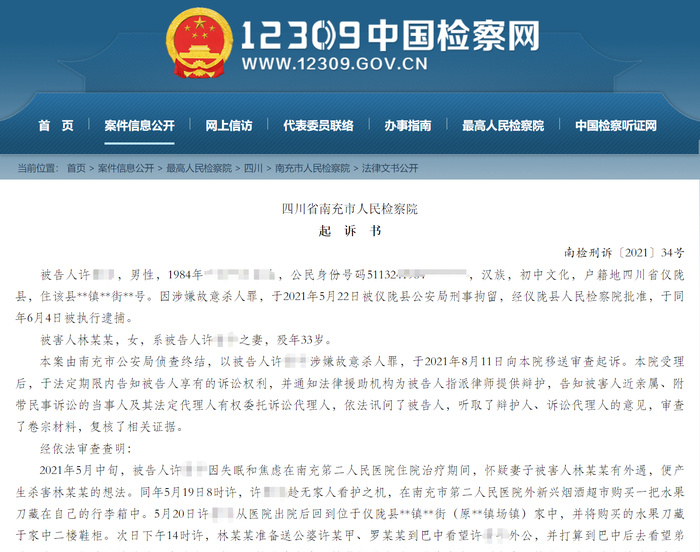 12309中国检察网
WWW.12309.GOV.CN
首 页 案件信息公开 网上信访 代表委员联络 办事指南 最高人民检察院 中国检察听证网
当前位置： 首页 > 案件信息公开 > 最高人民检察院 > 四川 > 南充市人民检察院 > 法律文书公开
四川省南充市人民检察院
起 诉 书
南检刑诉〔2021〕34号
被告人许，男性，1984年，公民身份号码51132，汉族，初中文化，户籍地四川省仪陇
县，住该县**镇**街**号。因涉嫌故意杀人罪，于2021年5月22日被仪陇县公安局刑事拘留，经仪陇县人民检察院批准，于同
年6月4日被执行逮捕。
被害人林某某，女，系被告人许之妻，殁年33岁。
本案由南充市公安局侦查终结，以被告人许涉嫌故意杀人罪，于2021年8月11日向本院移送审查起诉。本院受理
后，于法定期限内告知被告人享有的诉讼权利，并通知法律援助机构为被告人指派律师提供辩护，告知被害人近亲属、附
带民事诉讼的当事人及其法定代理人有权委托诉讼代理人，依法讯问了被告人，听取了辩护人、诉讼代理人的意见，审查
了卷宗材料，复核了相关证据。
经依法审查查明：
2021年5月中旬，被告人许因失眠和焦虑在南充第二人民医院住院治疗期间，怀疑妻子被害人林某某有外遇，便产
生杀害林某某的想法。同年5月19日8时许，许趁无家人看护之机，在南充市第二人民医院外新兴烟酒超市购买一把水果
刀藏在自己的行李箱中。5月20日许从医院出院后回到位于仪陇县**镇**街（原**镇场镇）家中，并将购买的水果刀藏
于家中二楼鞋柜。次日下午14时许，林某某准备送公婆许某甲、罗某某到巴中看望许外公，并打算到巴中后去看望弟